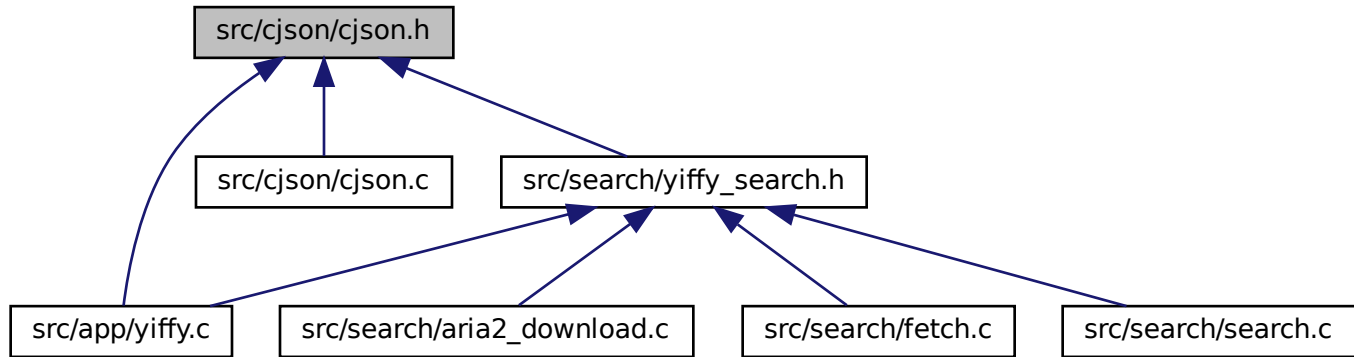 src/cjson/cjson.h
src/cjson/cjson.c
src/search/yiffy_search.h
src/app/yiffy.c
src/search/aria2_download.c
src/search/fetch.c
src/search/search.c